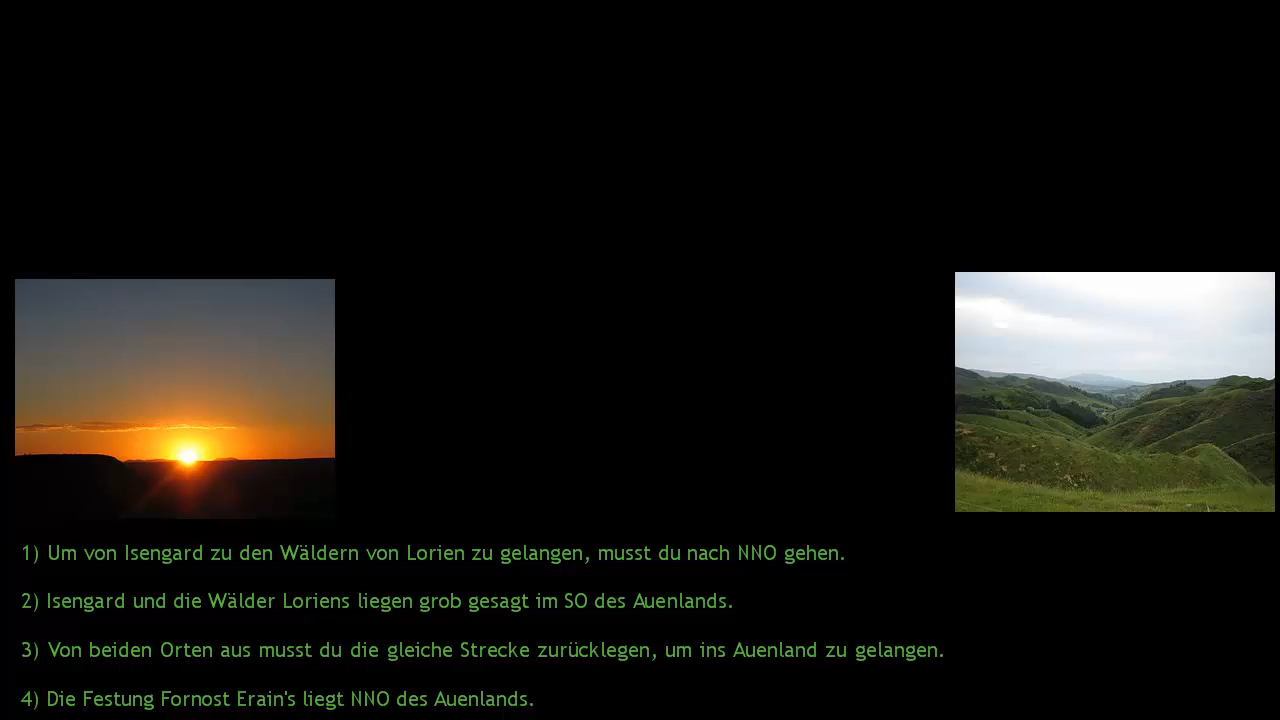 1) Um von Isengard zu den Wäldern von Lorien zu gelangen, musst du nach NNO gehen.
2) Isengard und die Wälder Loriens liegen grob gesagt im SO des Auenlands.
3) Von beiden Orten aus musst du die gleiche Strecke zurücklegen, um ins Auenland zu gelangen.
4) Die Festung Fornost Erain's liegt NNO des Auenlands.